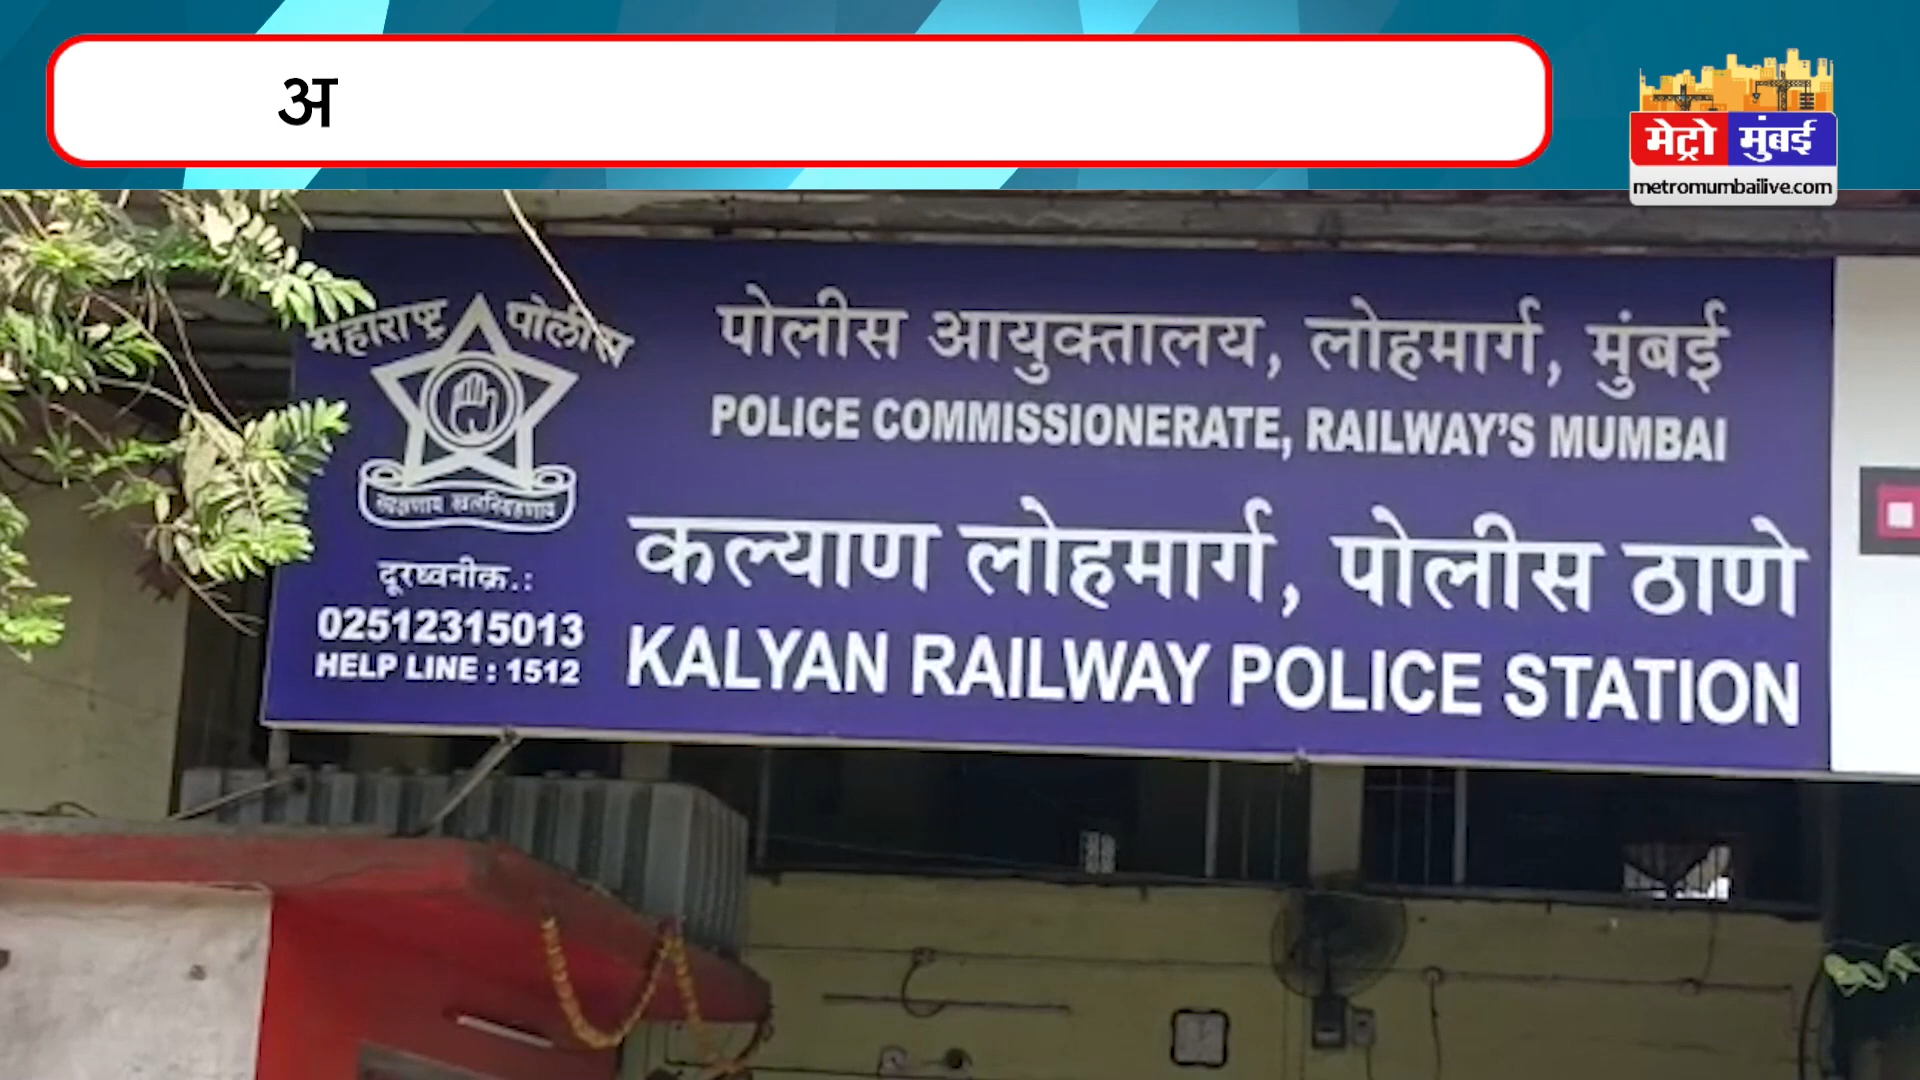 अ
मेट्रो मुंबई
metromumbailive.com
महाराष्ट्र पोलीस
पोलीस आयुक्तालय, लोहमार्ग, मुंबई
POLICE COMMISSIONERATE, RAILWAY'S MUMBAI
कल्याण लोहमार्ग, पोलीस ठाणे
KALYAN RAILWAY POLICE STATION
दूरध्वनीक्र.:
02512315013
HELP LINE : 1512